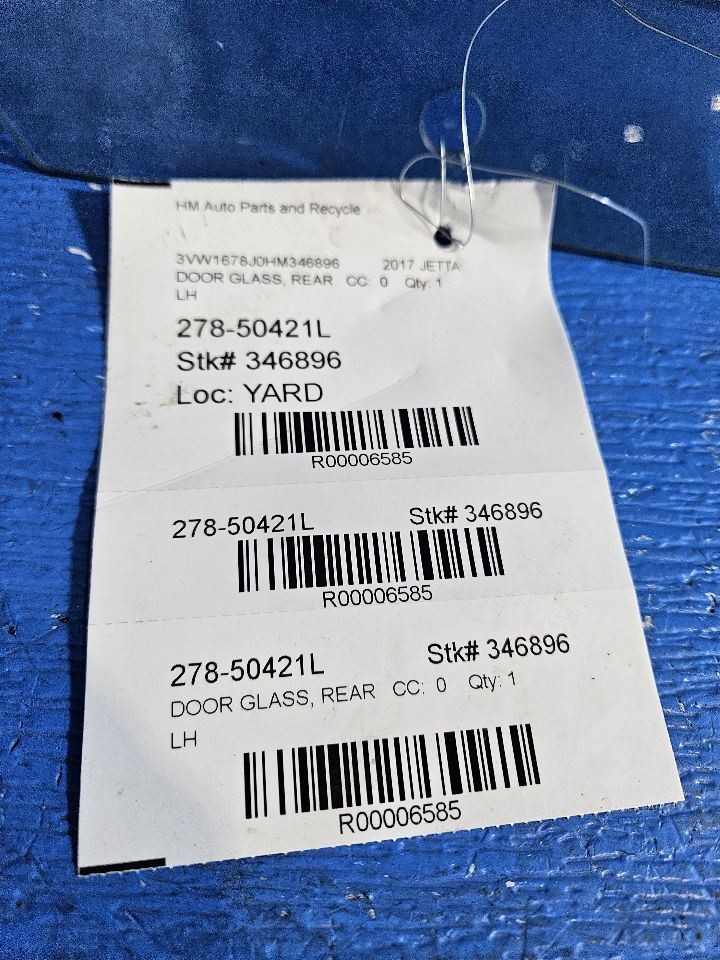 HM Auto Parts and Recycle
3VW1678J0HM346896 2017 JETTA
DOOR GLASS, REAR CC: 0 Qty: 1
LH
278-50421L
Stk# 346896
Loc: YARD
R00006585
278-50421L Stk# 346896
R00006585
278-50421L Stk# 346896
DOOR GLASS, REAR CC: 0 Qty: 1
LH
R00006585